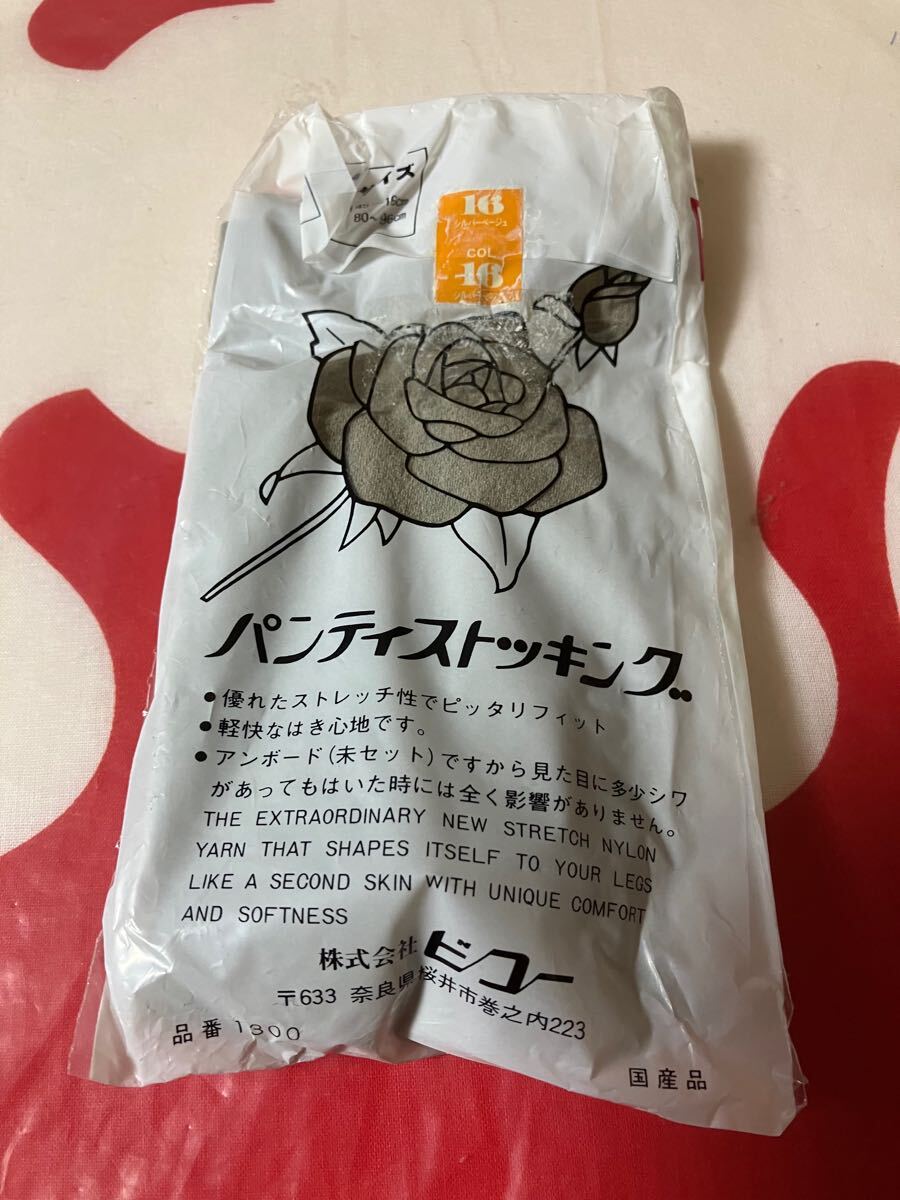 サイズ
80～95cm
16
シルバーベージュ
COL
16
パンティストッキング
●優れたストレッチ性でピッタリフィット
●軽快なはき心地です。
●アンボード(未セット)ですから見た目に多少シワ
があってもはいた時には全く影響がありません。
THE EXTRAORDINARY NEW STRETCH NYLON
YARN THAT SHAPES ITSELF TO YOUR LEGS
LIKE A SECOND SKIN WITH UNIQUE COMFORT
AND SOFTNESS
株式会社ビコー
〒633 奈良県桜井市巻之内223
品番1300
国産品